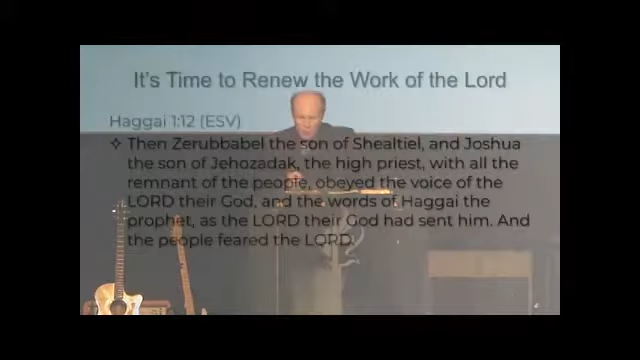 It's Time to Renew the Work of the Lord
Haggai 1:12 (ESV)
✧ Then Zerubbabel the son of Shealtiel, and Joshua
the son of Jehozadak, the high priest, with all the
remnant of the people, obeyed the voice of the
LORD their God, and the words of Haggai the
prophet, as the LORD their God had sent him. And
the people feared the LORD.